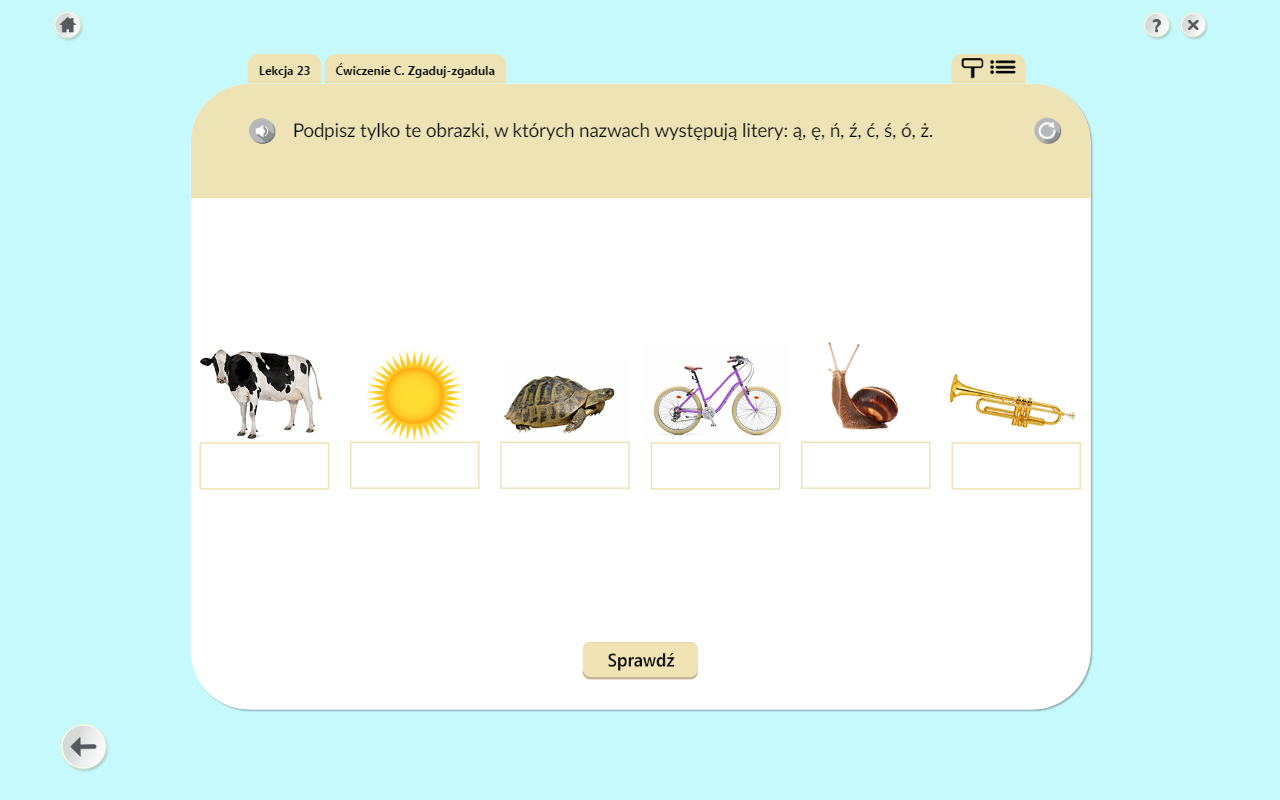 ?
Lekcja 23
Ćwiczenie C. Zgaduj-zgadula
Podpisz tylko te obrazki, w których nazwach występują litery: ą, ę, ń, ź, ć, ś, ó, ż.
Sprawdź